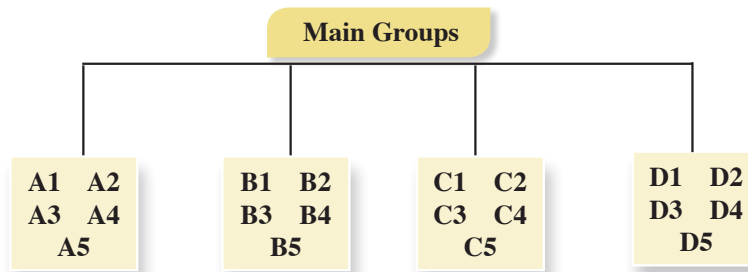 Main Groups
A1 A2
A3 A4
A5
B1 B2
B3 B4
B5
C1 C2
C3 C4
C5
D1 D2
D3 D4
D5